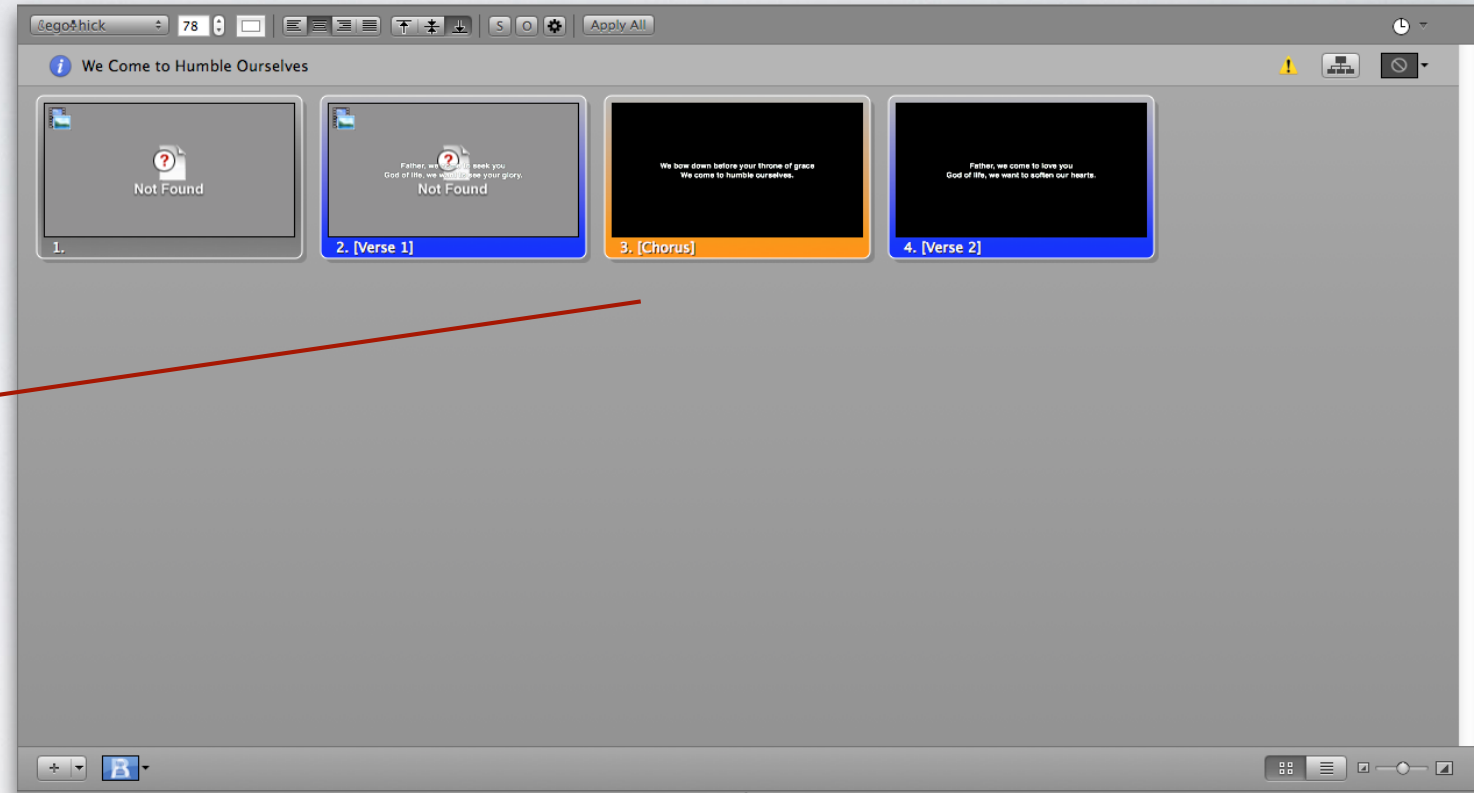 78
S O Apply All
We Come to Humble Ourselves
Not Found
1.
Father, we seek you
God of life, we see your glory.
Not Found
2. [Verse 1]
We bow down before your throne of grace
We come to humble ourselves.
3. [Chorus]
Father, we come to love you
God of life, we want to soften our hearts.
4. [Verse 2]